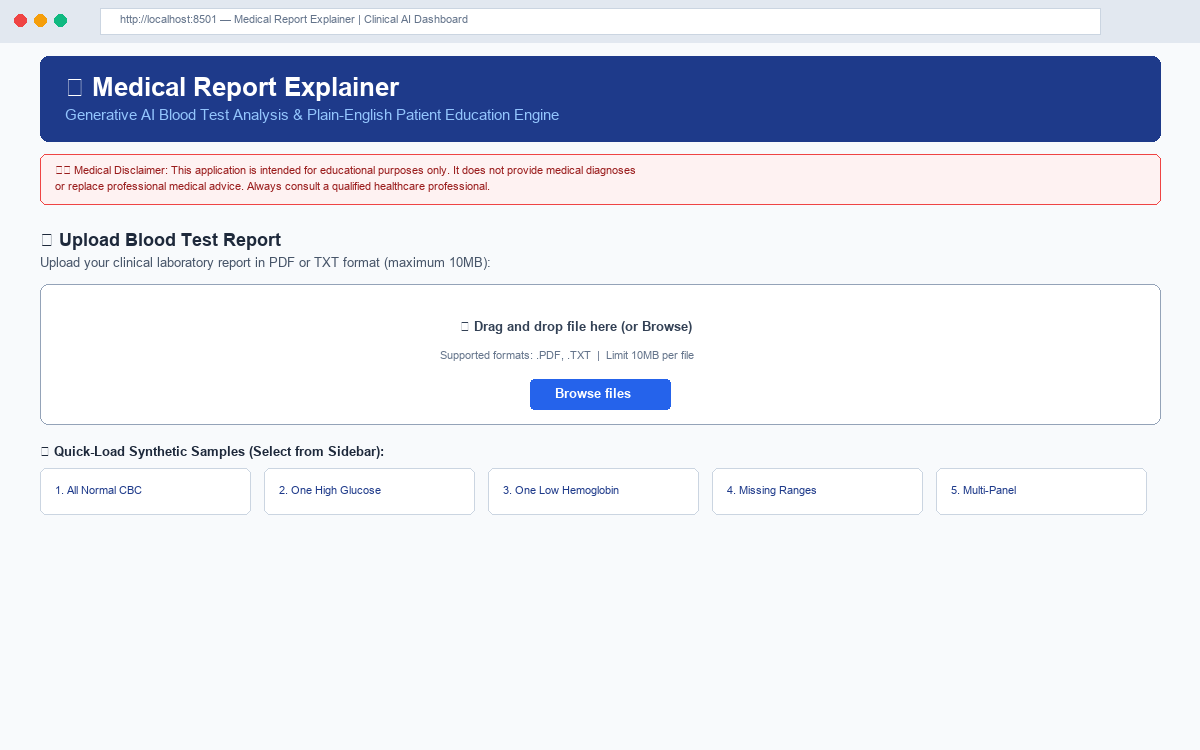 http://localhost:8501 — Medical Report Explainer | Clinical AI Dashboard
Medical Report Explainer
Generative AI Blood Test Analysis & Plain-English Patient Education Engine
Medical Disclaimer: This application is intended for educational purposes only. It does not provide medical diagnoses
or replace professional medical advice. Always consult a qualified healthcare professional.
Upload Blood Test Report
Upload your clinical laboratory report in PDF or TXT format (maximum 10MB):
Drag and drop file here (or Browse)
Supported formats: .PDF, .TXT | Limit 10MB per file
Browse files
Quick-Load Synthetic Samples (Select from Sidebar):
1. All Normal CBC
2. One High Glucose
3. One Low Hemoglobin
4. Missing Ranges
5. Multi-Panel